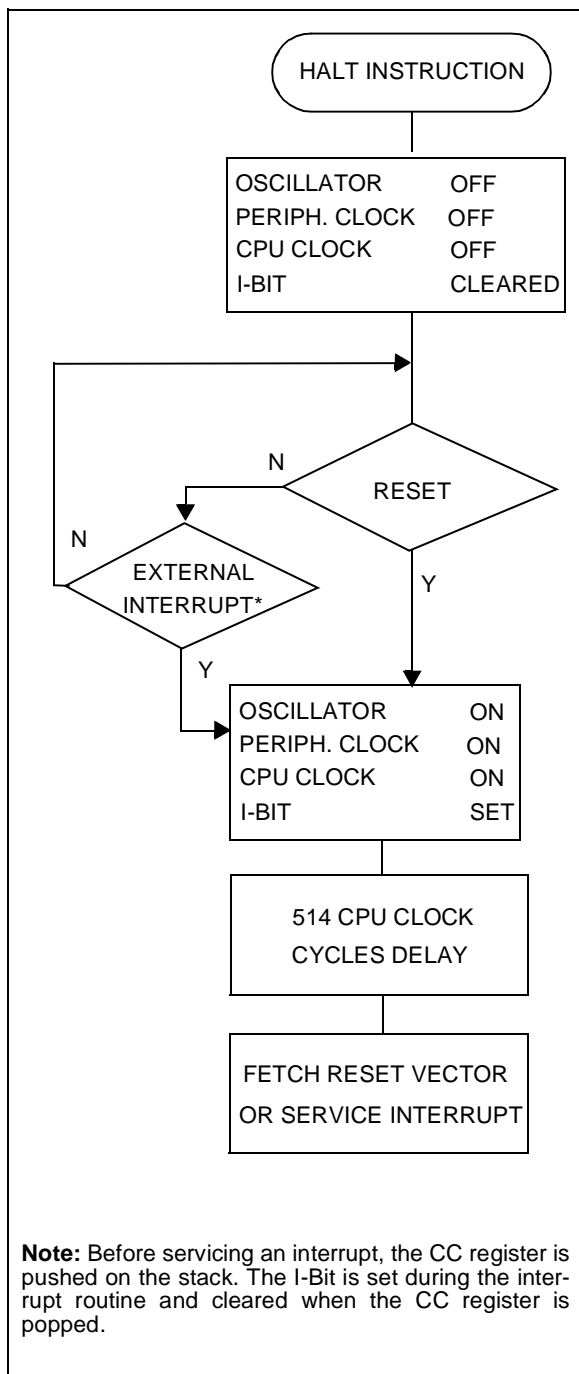 HALT INSTRUCTION
OSCILLATOR OFF
PERIPH. CLOCK OFF
CPU CLOCK OFF
I-BIT CLEARED
N
RESET
N
EXTERNAL
INTERRUPT*
Y
Y
OSCILLATOR ON
PERIPH. CLOCK ON
CPU CLOCK ON
I-BIT SET
514 CPU CLOCK
CYCLES DELAY
FETCH RESET VECTOR
OR SERVICE INTERRUPT
Note: Before servicing an interrupt, the CC register is
pushed on the stack. The I-Bit is set during the inter-
rupt routine and cleared when the CC register is
popped.